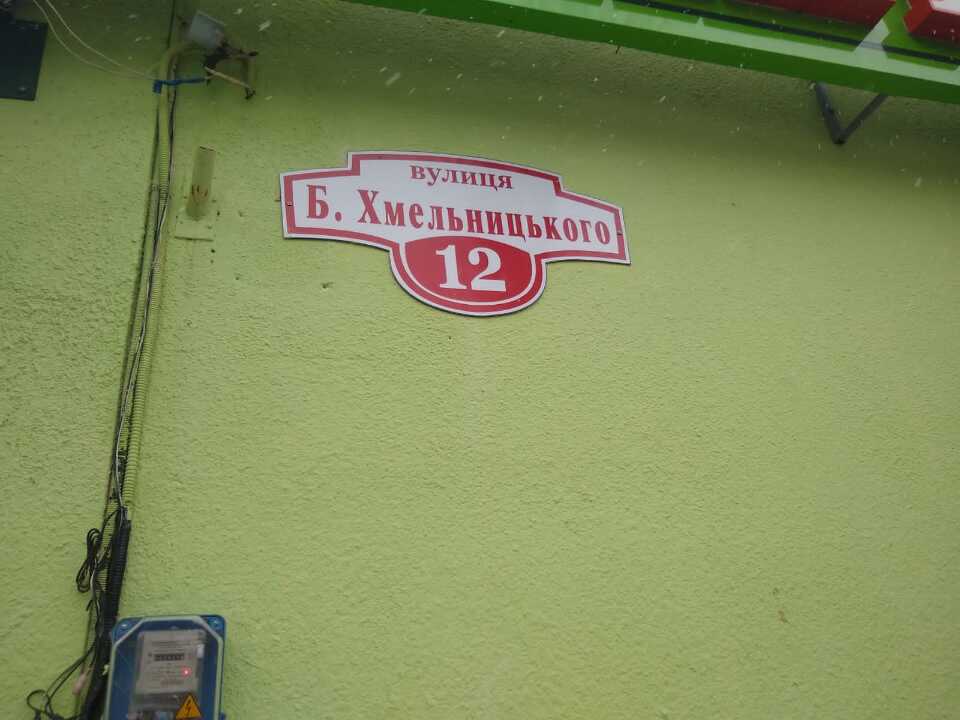 вулиця
Б. Хмельницького
12